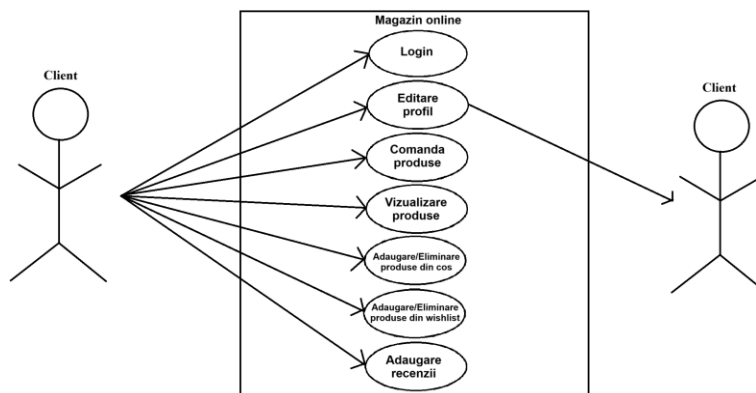 Magazin online
Login
Client
Client
Editare
profil
Comanda
produse
Vizualizare
produse
Adaugare/Eliminare
produse din cos
Adaugare/Eliminare
produse din wishlist
Adaugare
recenzii